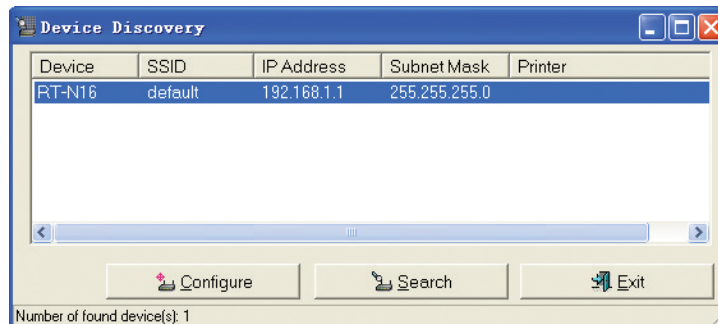 Device Discovery
Device SSID IP Address Subnet Mask Printer
RT-N16 default 192.168.1.1 255.255.255.0
Configure Search Exit
Number of found device(s): 1